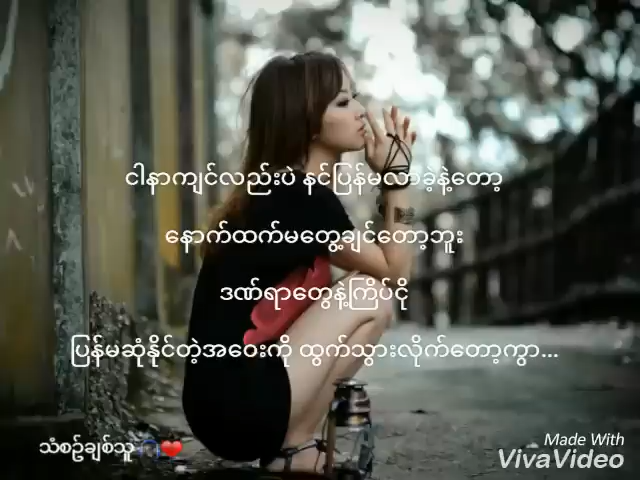 ငါနာကျင်လည်းပဲ နင်ပြန်မလာခဲ့နဲ့တော့
နောက်ထက်မတွေ့ချင်တော့ဘူး
ဒဏ်ရာတွေနဲ့ကြိပ်ငို
ပြန်မဆုံနိုင်တဲ့အဝေးကို ထွက်သွားလိုက်တော့ကွာ...
သံစဥ်ချစ်သူ🎧❤️
Made With
VivaVideo